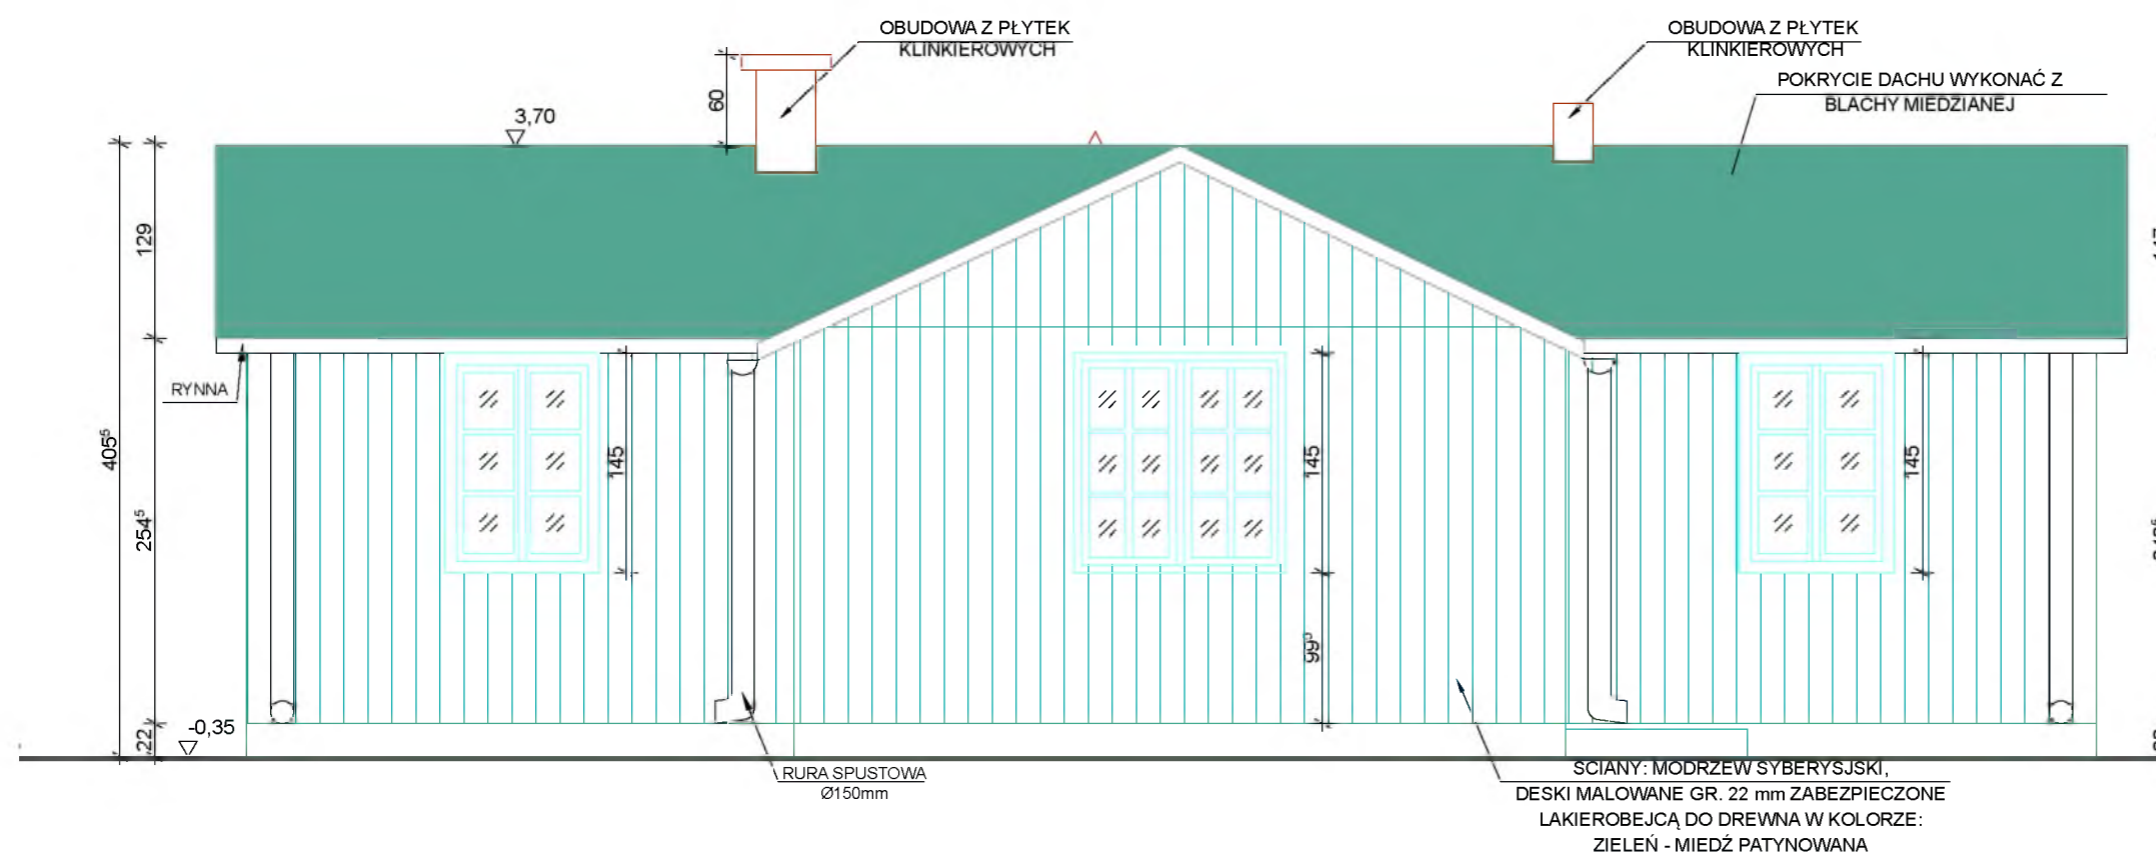 OBUDOWA Z PŁYTEK
KLINKIEROWYCH
OBUDOWA Z PŁYTEK
KLINKIEROWYCH
POKRYCIE DACHU WYKONAĆ Z
BLACHY MIEDZIANEJ
3,70
60
129
RYNNA
405⁵
254⁵
145
145
145
99⁵
22
-0,35
RURA SPUSTOWA
Ø150mm
SCIANY: MODRZEW SYBERYSJSKI,
DESKI MALOWANE GR. 22 mm ZABEZPIECZONE
LAKIEROBEJCĄ DO DREWNA W KOLORZE:
ZIELEŃ - MIEDŹ PATYNOWANA